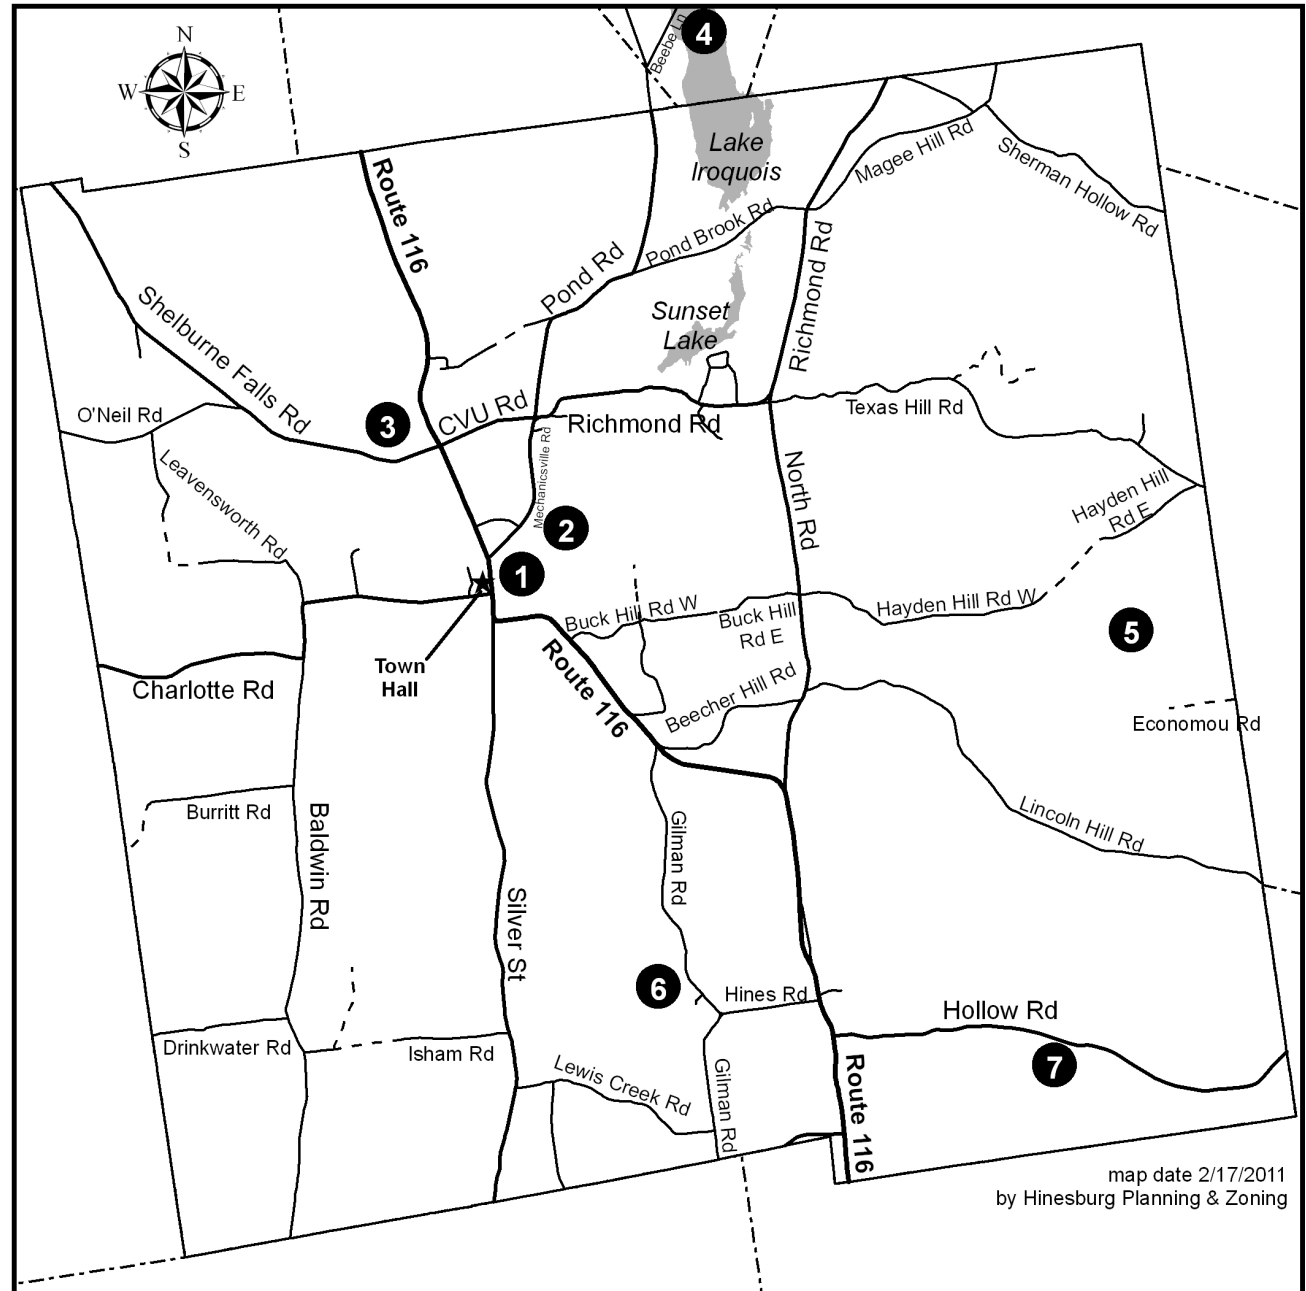 4
Beebe Ln
N
W
E
S
Lake
Iroquois
Route 116
Magee Hill Rd
Sherman Hollow Rd
Pond Brook Rd
Pond Rd
Richmond Rd
Shelburne Falls Rd
Sunset
Lake
O'Neil Rd
3
CVU Rd
Richmond Rd
Texas Hill Rd
Leavensworth Rd
Mechanicsville Rd
North Rd
Hayden Hill
Rd E
2
1
Buck Hill Rd W
Buck Hill
Rd E
Hayden Hill Rd W
5
Town
Hall
Charlotte Rd
Route 116
Beecher Hill Rd
Economou Rd
Burritt Rd
Baldwin Rd
Gilman Rd
Lincoln Hill Rd
Silver St
6
Hines Rd
Hollow Rd
Drinkwater Rd
Isham Rd
Lewis Creek Rd
Gilman Rd
7
Route 116
map date 2/17/2011
by Hinesburg Planning & Zoning